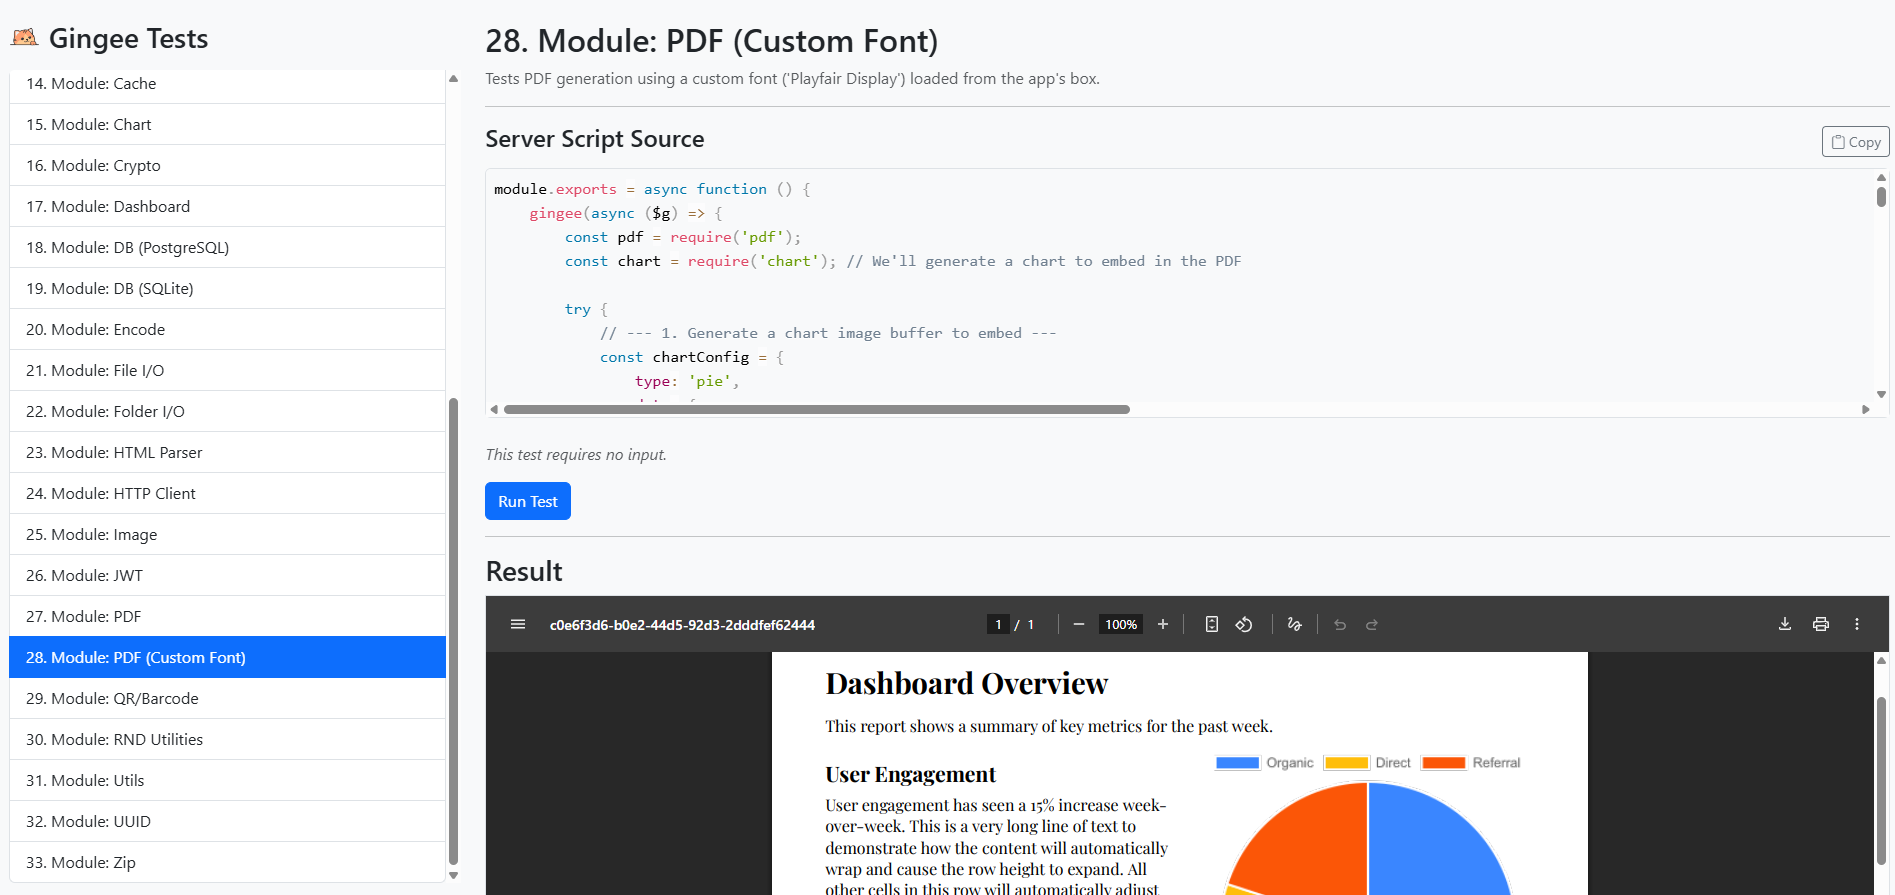 Gingee Tests
14. Module: Cache
15. Module: Chart
16. Module: Crypto
17. Module: Dashboard
18. Module: DB (PostgreSQL)
19. Module: DB (SQLite)
20. Module: Encode
21. Module: File I/O
22. Module: Folder I/O
23. Module: HTML Parser
24. Module: HTTP Client
25. Module: Image
26. Module: JWT
27. Module: PDF
28. Module: PDF (Custom Font)
29. Module: QR/Barcode
30. Module: RND Utilities
31. Module: Utils
32. Module: UUID
33. Module: Zip
28. Module: PDF (Custom Font)
Tests PDF generation using a custom font ('Playfair Display') loaded from the app's box.
Server Script Source
Copy
module.exports = async function () {
gingee(async ($g) => {
const pdf = require('pdf');
const chart = require('chart'); // We'll generate a chart to embed in the PDF
try {
// --- 1. Generate a chart image buffer to embed ---
const chartConfig = {
type: 'pie',
This test requires no input.
Run Test
Result
c0e6f3d6-b0e2-44d5-92d3-2dddfef62444
1 / 1
100%
Dashboard Overview
This report shows a summary of key metrics for the past week.
User Engagement
User engagement has seen a 15% increase week-
over-week. This is a very long line of text to
demonstrate how the content will automatically
wrap and cause the row height to expand. All
other cells in this row will automatically adjust
Organic Direct Referral